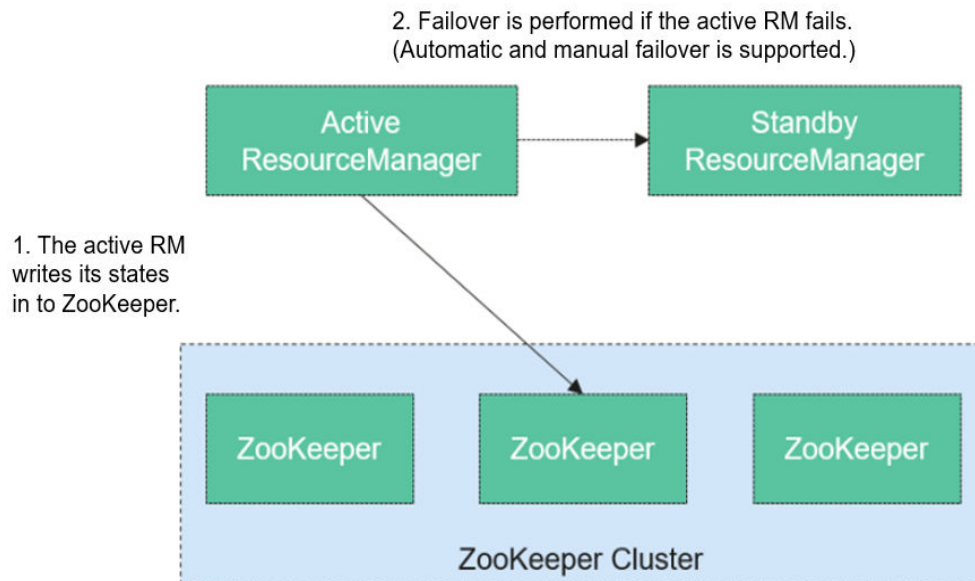 2. Failover is performed if the active RM fails.
(Automatic and manual failover is supported.)
Active
ResourceManager
Standby
ResourceManager
1. The active RM
writes its states
in to ZooKeeper.
ZooKeeper
ZooKeeper
ZooKeeper
ZooKeeper Cluster